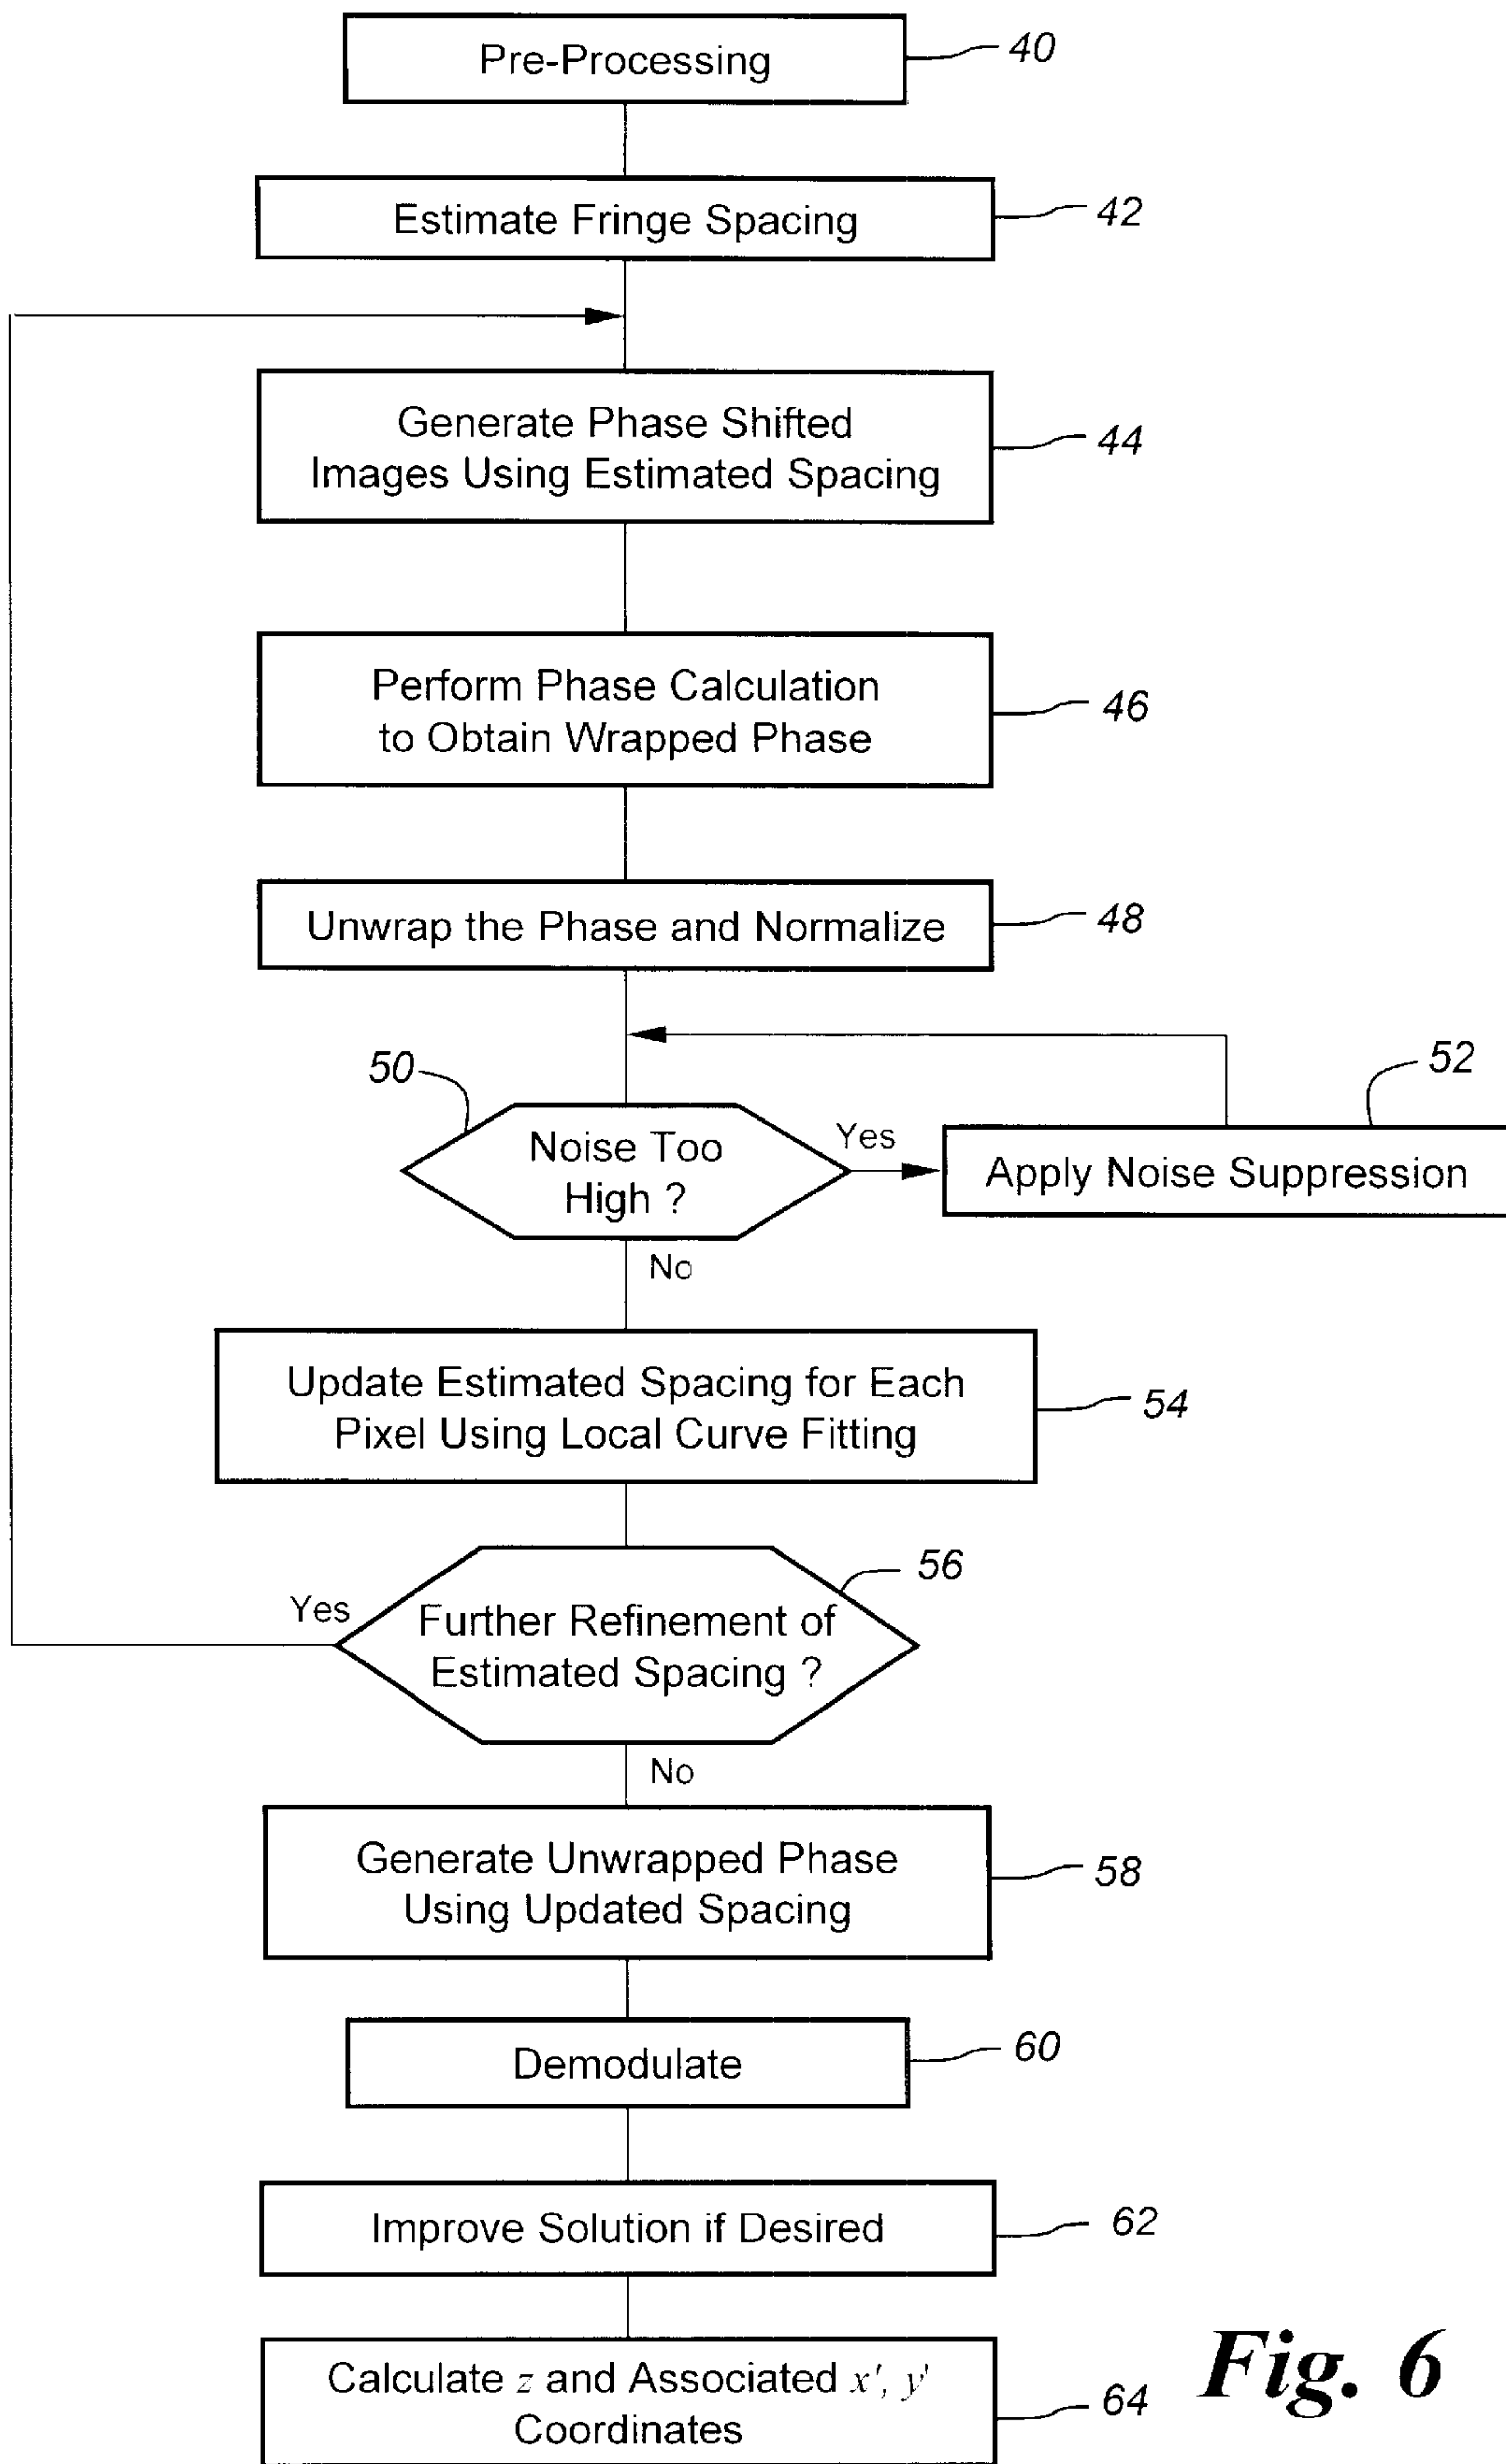 Pre-Processing
40
Estimate Fringe Spacing
42
Generate Phase Shifted
Images Using Estimated Spacing
44
Perform Phase Calculation
to Obtain Wrapped Phase
46
Unwrap the Phase and Normalize
48
50
Noise Too
High ?
Yes
52
Apply Noise Suppression
No
Update Estimated Spacing for Each
Pixel Using Local Curve Fitting
54
56
Yes
Further Refinement of
Estimated Spacing ?
No
Generate Unwrapped Phase
Using Updated Spacing
58
Demodulate
60
Improve Solution if Desired
62
Calculate z and Associated x', y'
Coordinates
64
Fig. 6